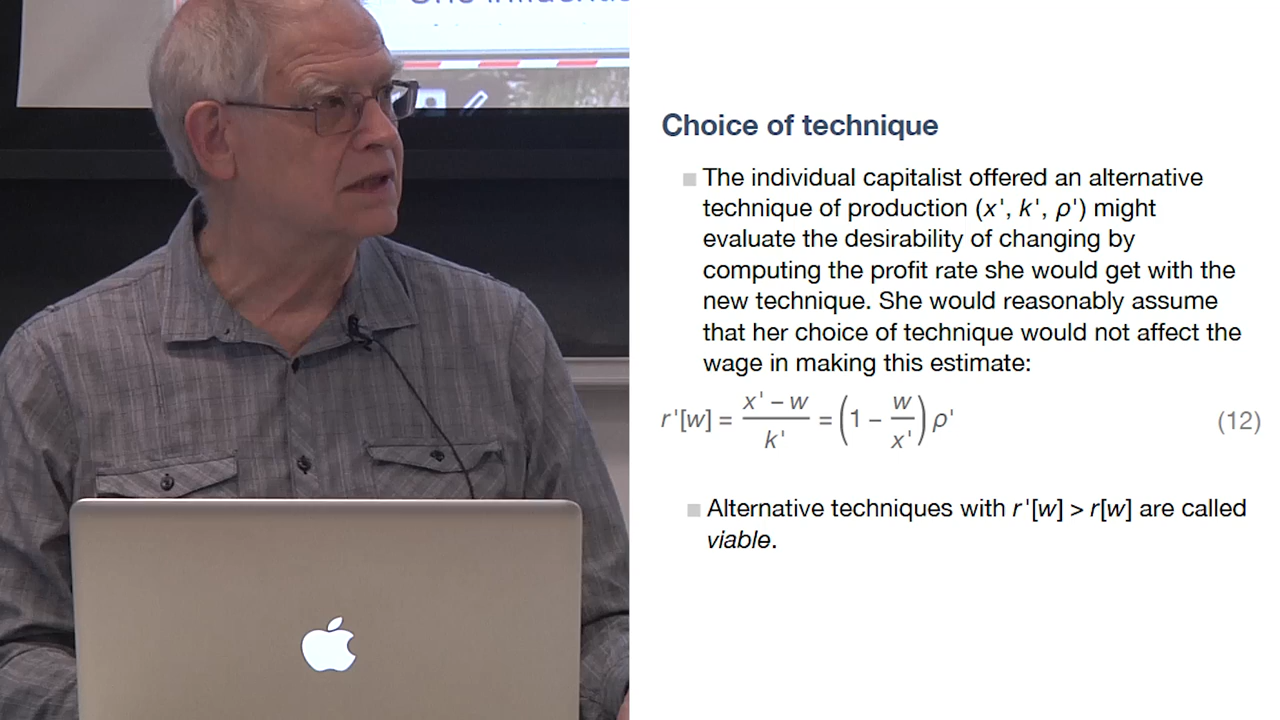 Choice of technique
The individual capitalist offered an alternative
technique of production (x', k', ρ') might
evaluate the desirability of changing by
computing the profit rate she would get with the
new technique. She would reasonably assume
that her choice of technique would not affect the
wage in making this estimate:
r'[w] = (x' − w)/k' = (1 − w/x') ρ' (12)
Alternative techniques with r'[w] > r[w] are called
viable.